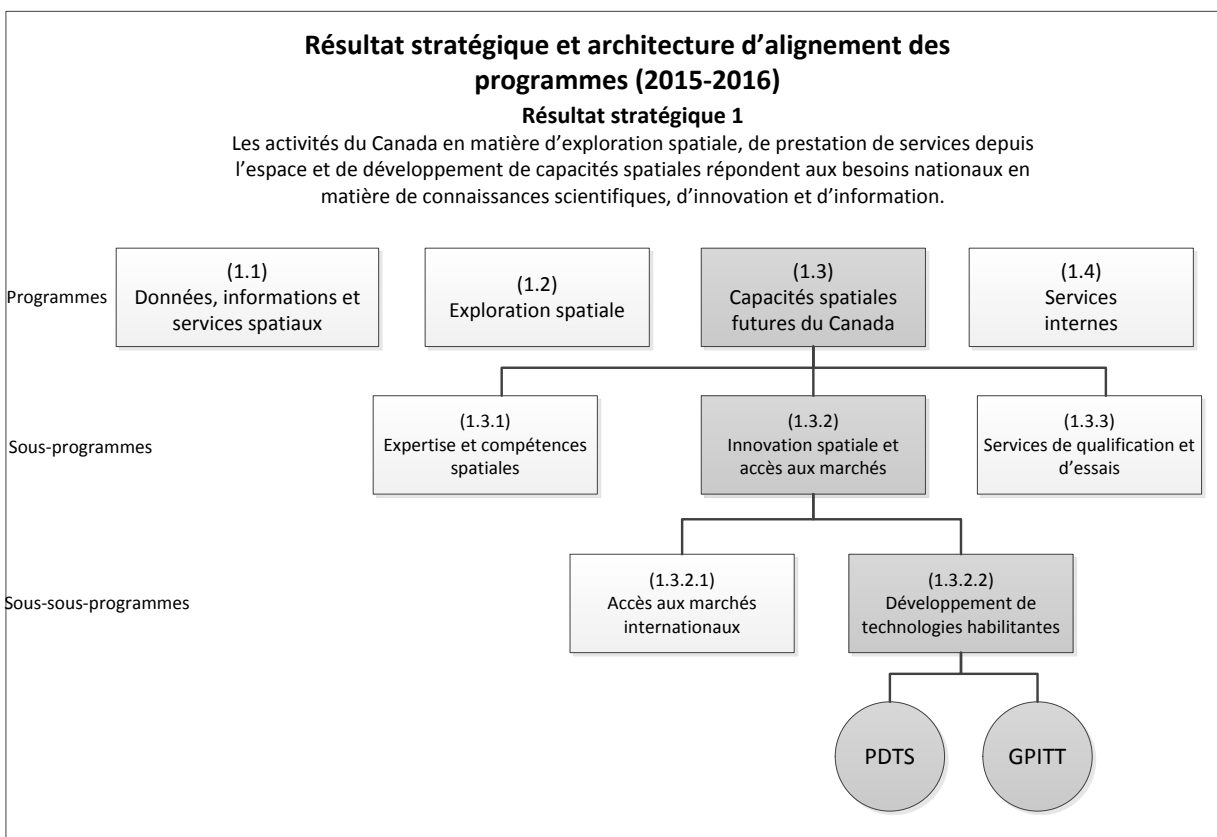 Résultat stratégique et architecture d’alignement des
programmes (2015-2016)
Résultat stratégique 1
Les activités du Canada en matière d’exploration spatiale, de prestation de services depuis
l’espace et de développement de capacités spatiales répondent aux besoins nationaux en
matière de connaissances scientifiques, d’innovation et d’information.
Programmes
(1.1)
Données, informations et
services spatiaux
(1.2)
Exploration spatiale
(1.3)
Capacités spatiales
futures du Canada
(1.4)
Services
internes
Sous-programmes
(1.3.1)
Expertise et compétences
spatiales
(1.3.2)
Innovation spatiale et
accès aux marchés
(1.3.3)
Services de qualification et
d’essais
Sous-sous-programmes
(1.3.2.1)
Accès aux marchés
internationaux
(1.3.2.2)
Développement de
technologies habilitantes
PDTS
GPITT